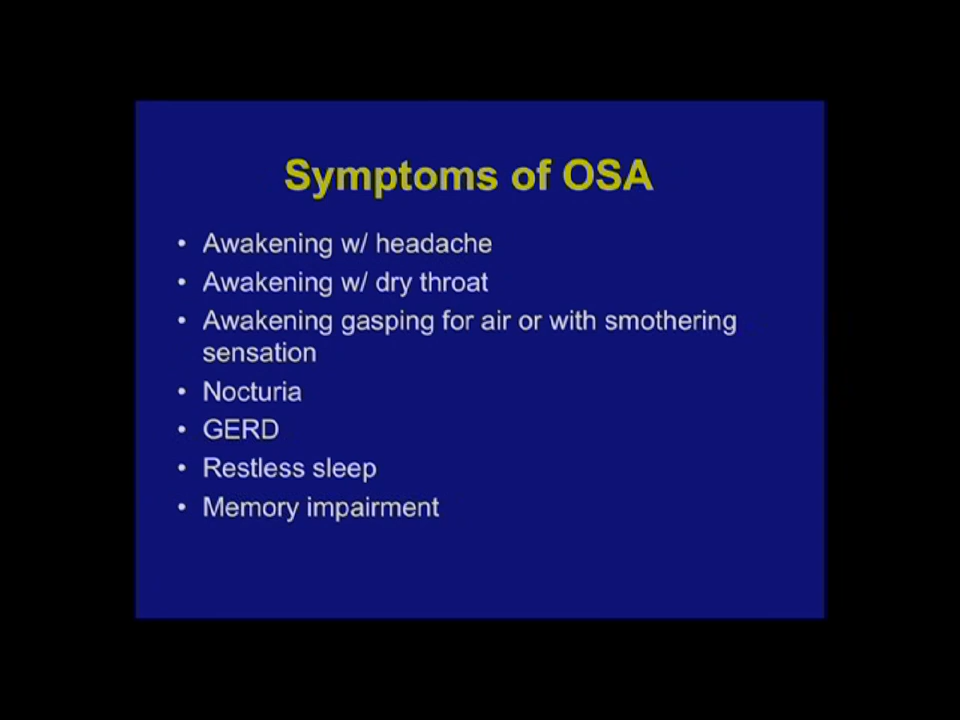 Symptoms of OSA
• Awakening w/ headache
• Awakening w/ dry throat
• Awakening gasping for air or with smothering
sensation
• Nocturia
• GERD
• Restless sleep
• Memory impairment